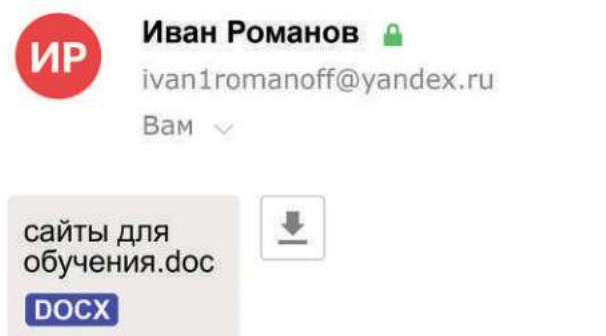 ИР
Иван Романов
ivan1romanoff@yandex.ru
Вам
сайты для
обучения.doc
DOCX